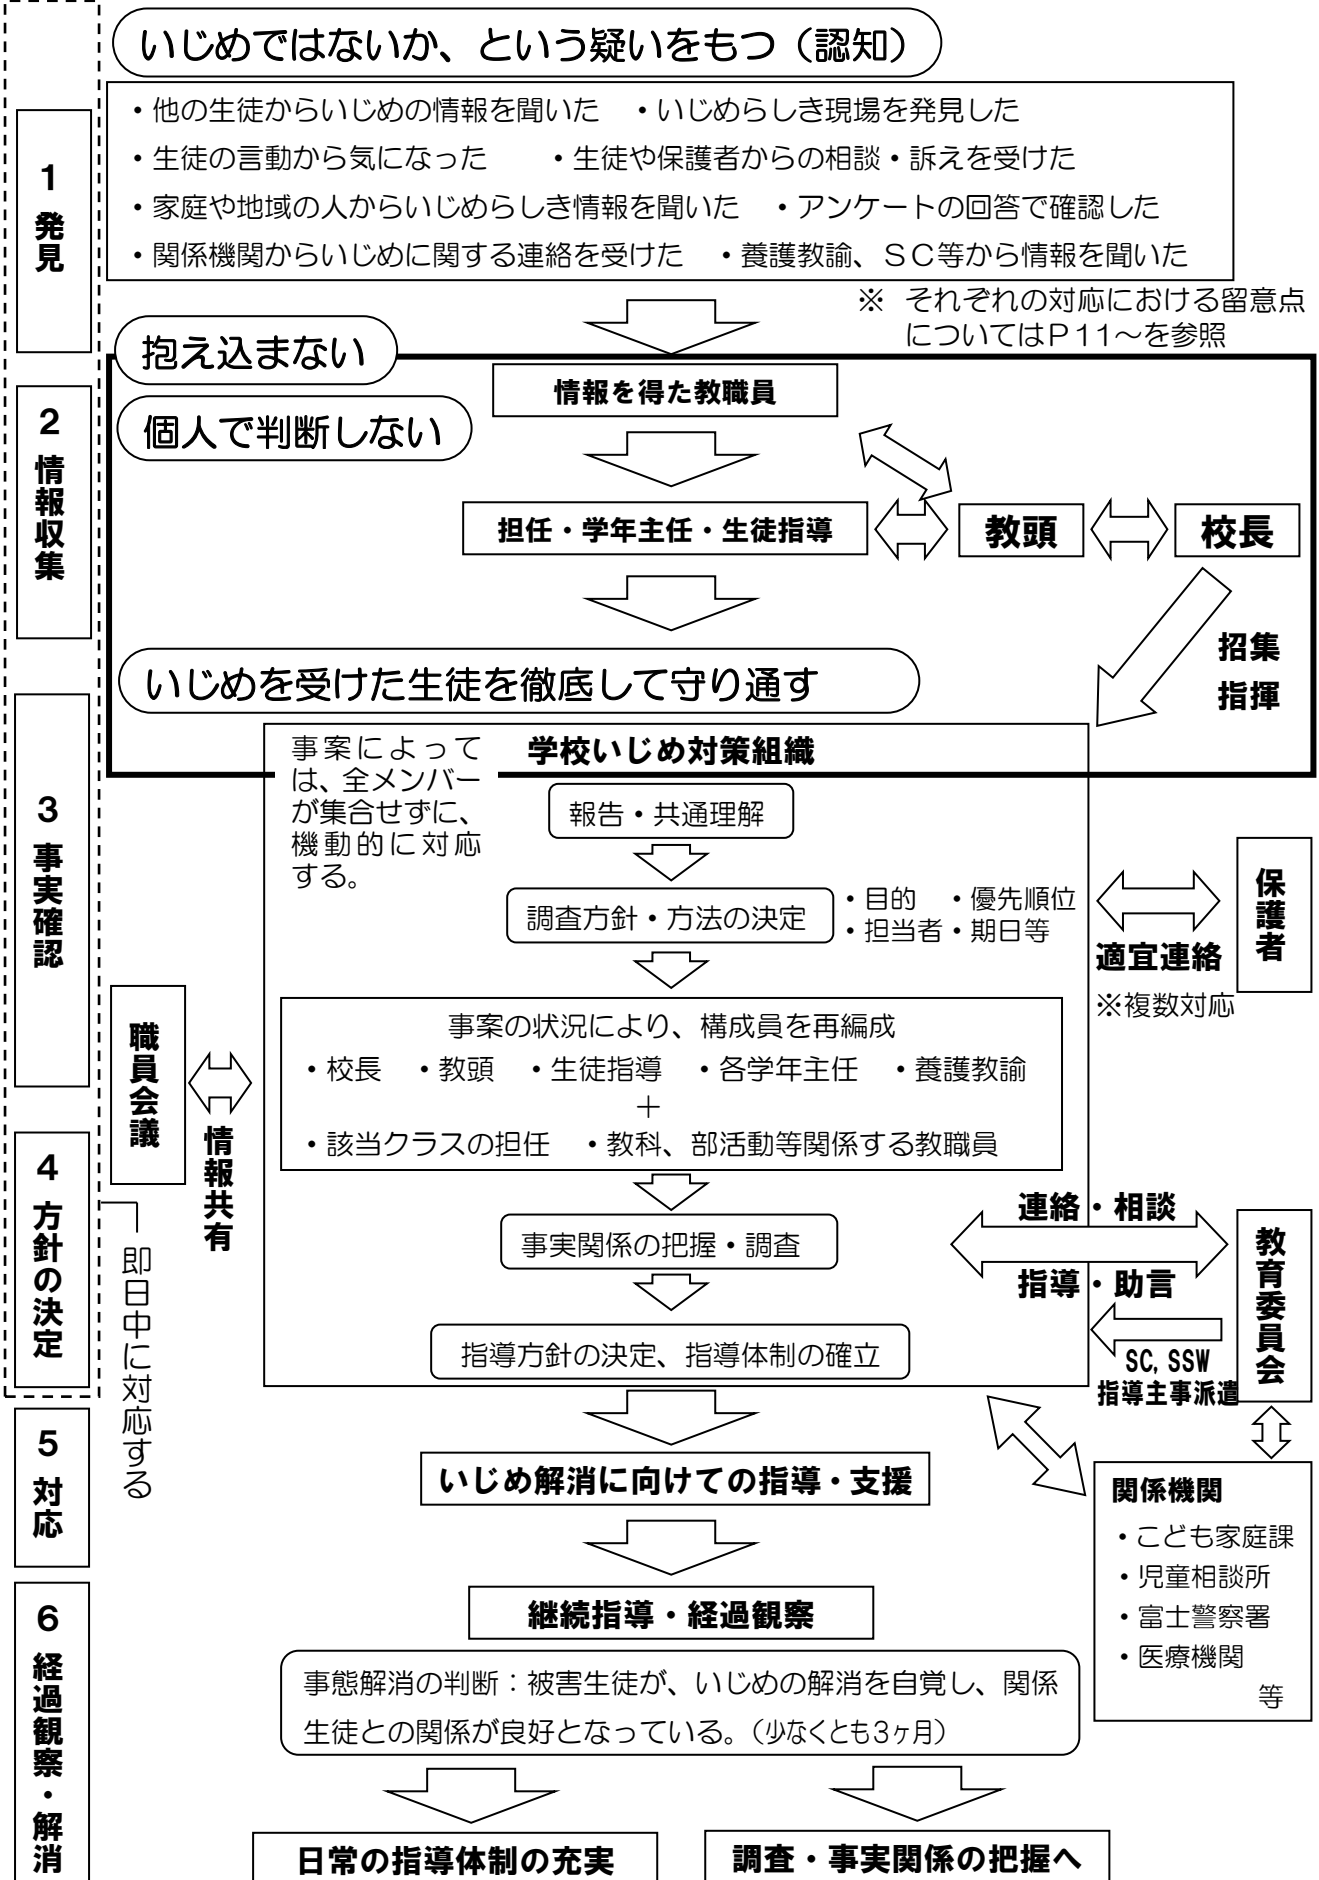 いじめではないか、という疑いをもつ（認知）
1 発見
・他の生徒からいじめの情報を聞いた　・いじめらしき現場を発見した
・生徒の言動から気になった　・生徒や保護者からの相談・訴えを受けた
・家庭や地域の人からいじめらしき情報を聞いた　・アンケートの回答で確認した
・関係機関からいじめに関する連絡を受けた　・養護教諭、ＳＣ等から情報を聞いた
※ それぞれの対応における留意点
についてはＰ11～を参照
抱え込まない
個人で判断しない
2 情報収集
情報を得た教職員
担任・学年主任・生徒指導
教頭
校長
招集
指揮
いじめを受けた生徒を徹底して守り通す
3 事実確認
学校いじめ対策組織
事案によって
は、全メンバー
が集合せずに、
機動的に対応
する。
報告・共通理解
調査方針・方法の決定
・目的　・優先順位
・担当者・期日等
保護者
適宜連絡
※複数対応
職員会議
情報共有
事案の状況により、構成員を再編成
・校長　・教頭　・生徒指導　・各学年主任　・養護教諭
＋
・該当クラスの担任　・教科、部活動等関係する教職員
4 方針の決定
即日中に対応する
事実関係の把握・調査
連絡・相談
指導・助言
教育委員会
SC, SSW
指導主事派遣
指導方針の決定、指導体制の確立
5 対応
いじめ解消に向けての指導・支援
関係機関
・こども家庭課
・児童相談所
・富士警察署
・医療機関
等
6 経過観察・解消
継続指導・経過観察
事態解消の判断：被害生徒が、いじめの解消を自覚し、関係
生徒との関係が良好となっている。（少なくとも3ヶ月）
日常の指導体制の充実
調査・事実関係の把握へ